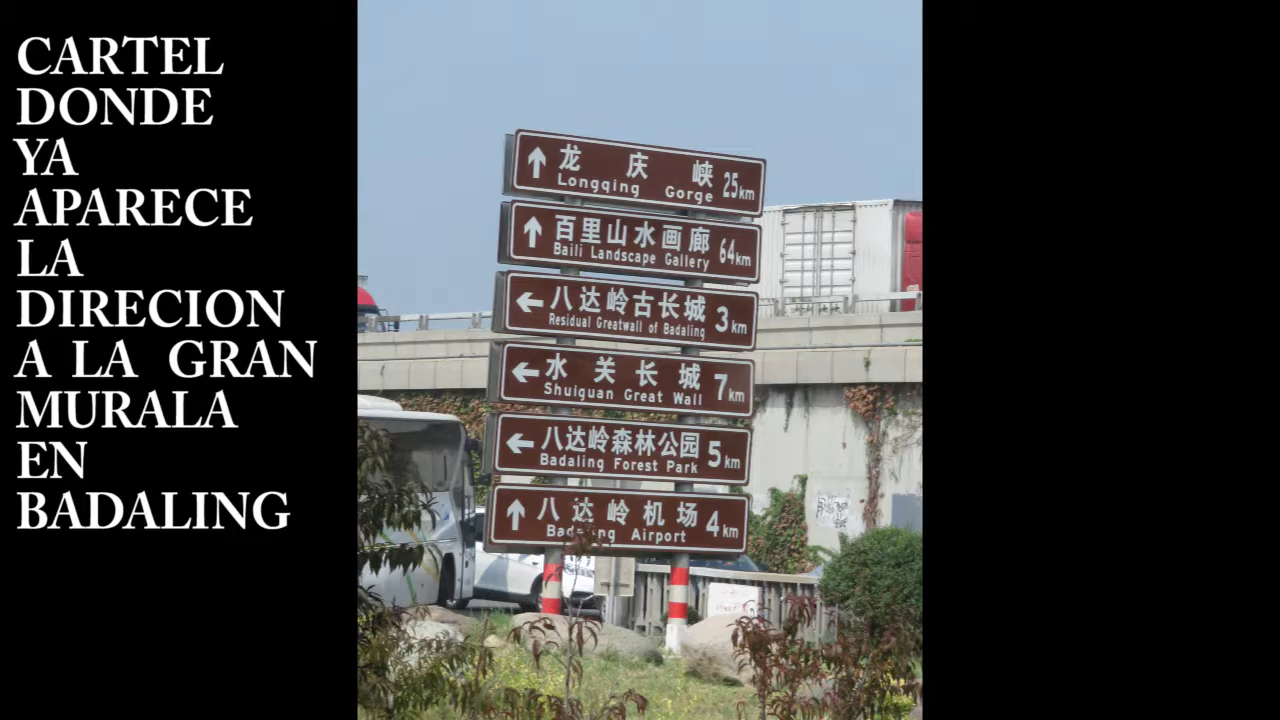 CARTEL
DONDE
YA
APARECE
LA
DIRECION
A LA GRAN
MURALA
EN
BADALING
龙庆峡 25km
Longqing Gorge
百里山水画廊 64km
Baili Landscape Gallery
八达岭古长城 3km
Residual Greatwall of Badaling
水关长城 7km
Shuiguan Great Wall
八达岭森林公园 5km
Badaling Forest Park
八达岭机场 4km
Badaling Airport